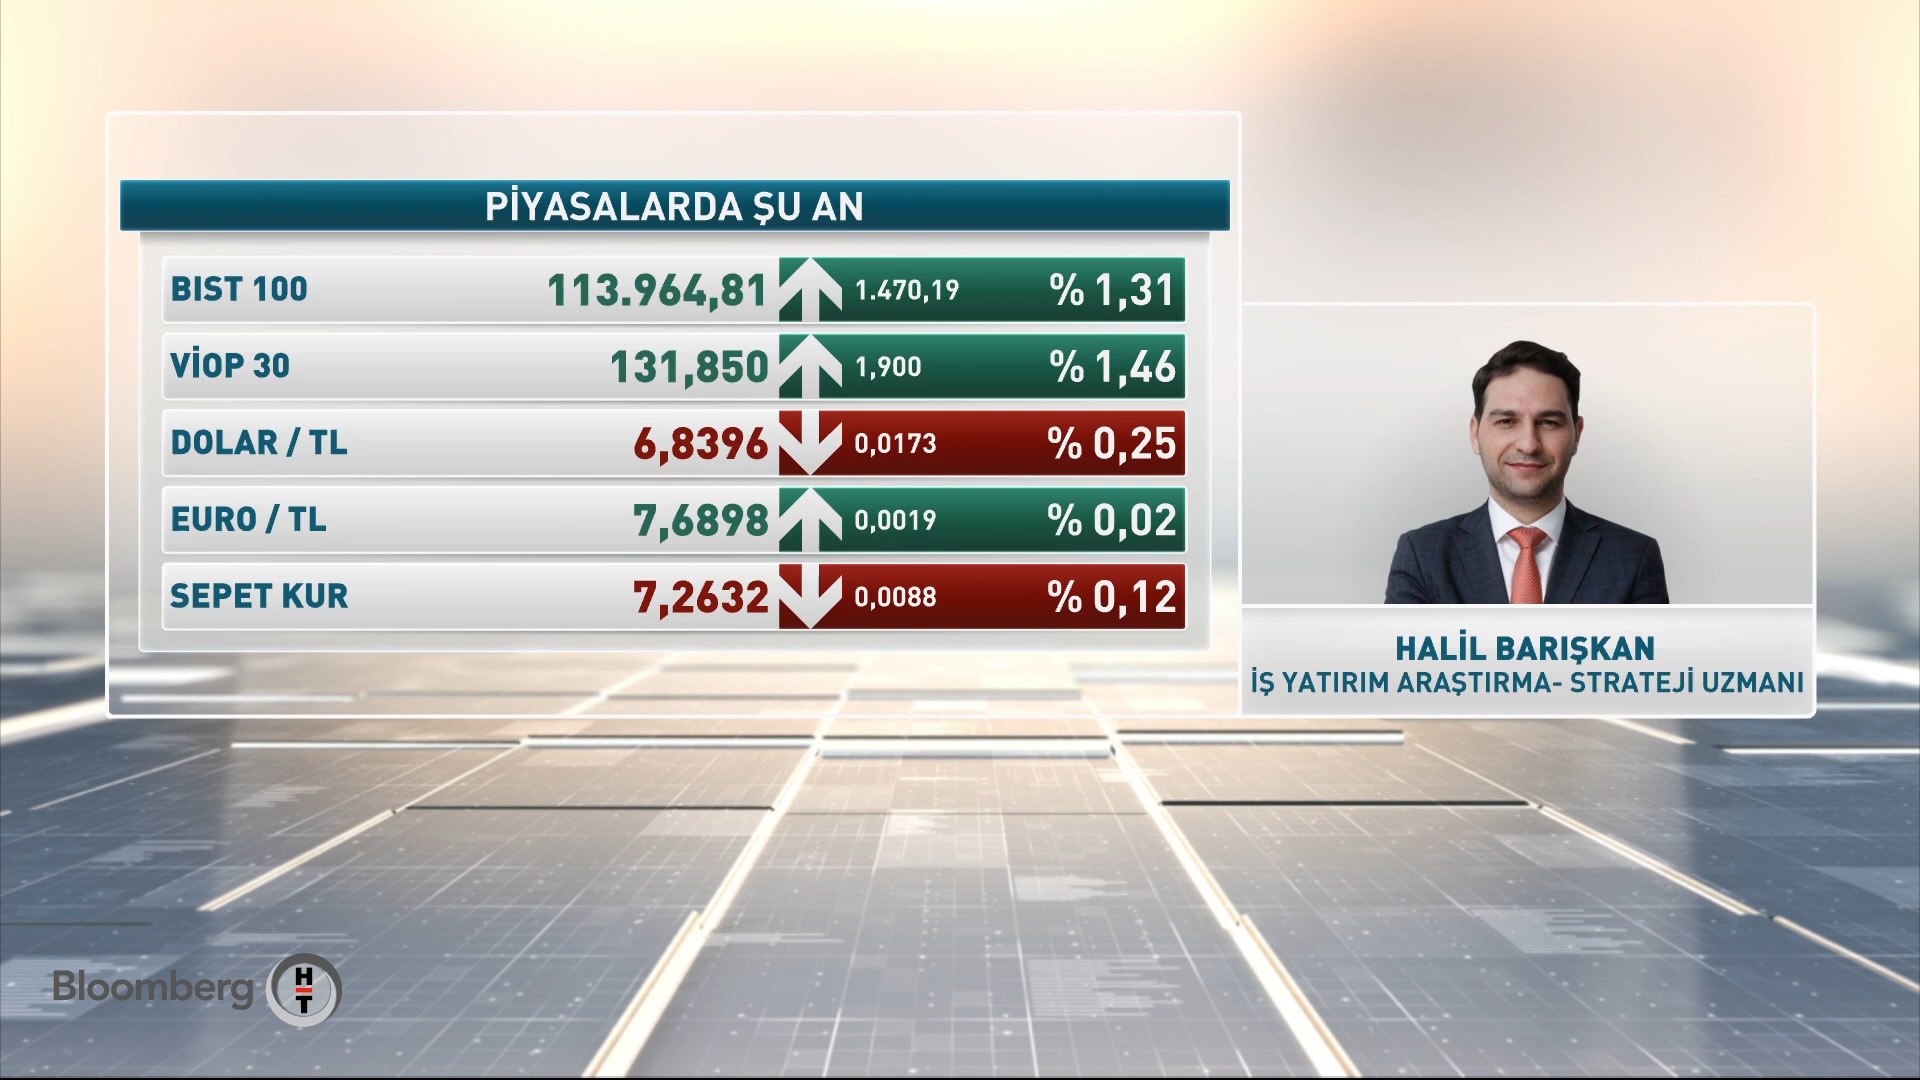 PİYASALARDA ŞU AN
BIST 100 113.964,81 1.470,19 % 1,31
VİOP 30 131,850 1,900 % 1,46
DOLAR / TL 6,8396 0,0173 % 0,25
EURO / TL 7,6898 0,0019 % 0,02
SEPET KUR 7,2632 0,0088 % 0,12
HALİL BARIŞKAN
İŞ YATIRIM ARAŞTIRMA- STRATEJİ UZMANI
Bloomberg HT